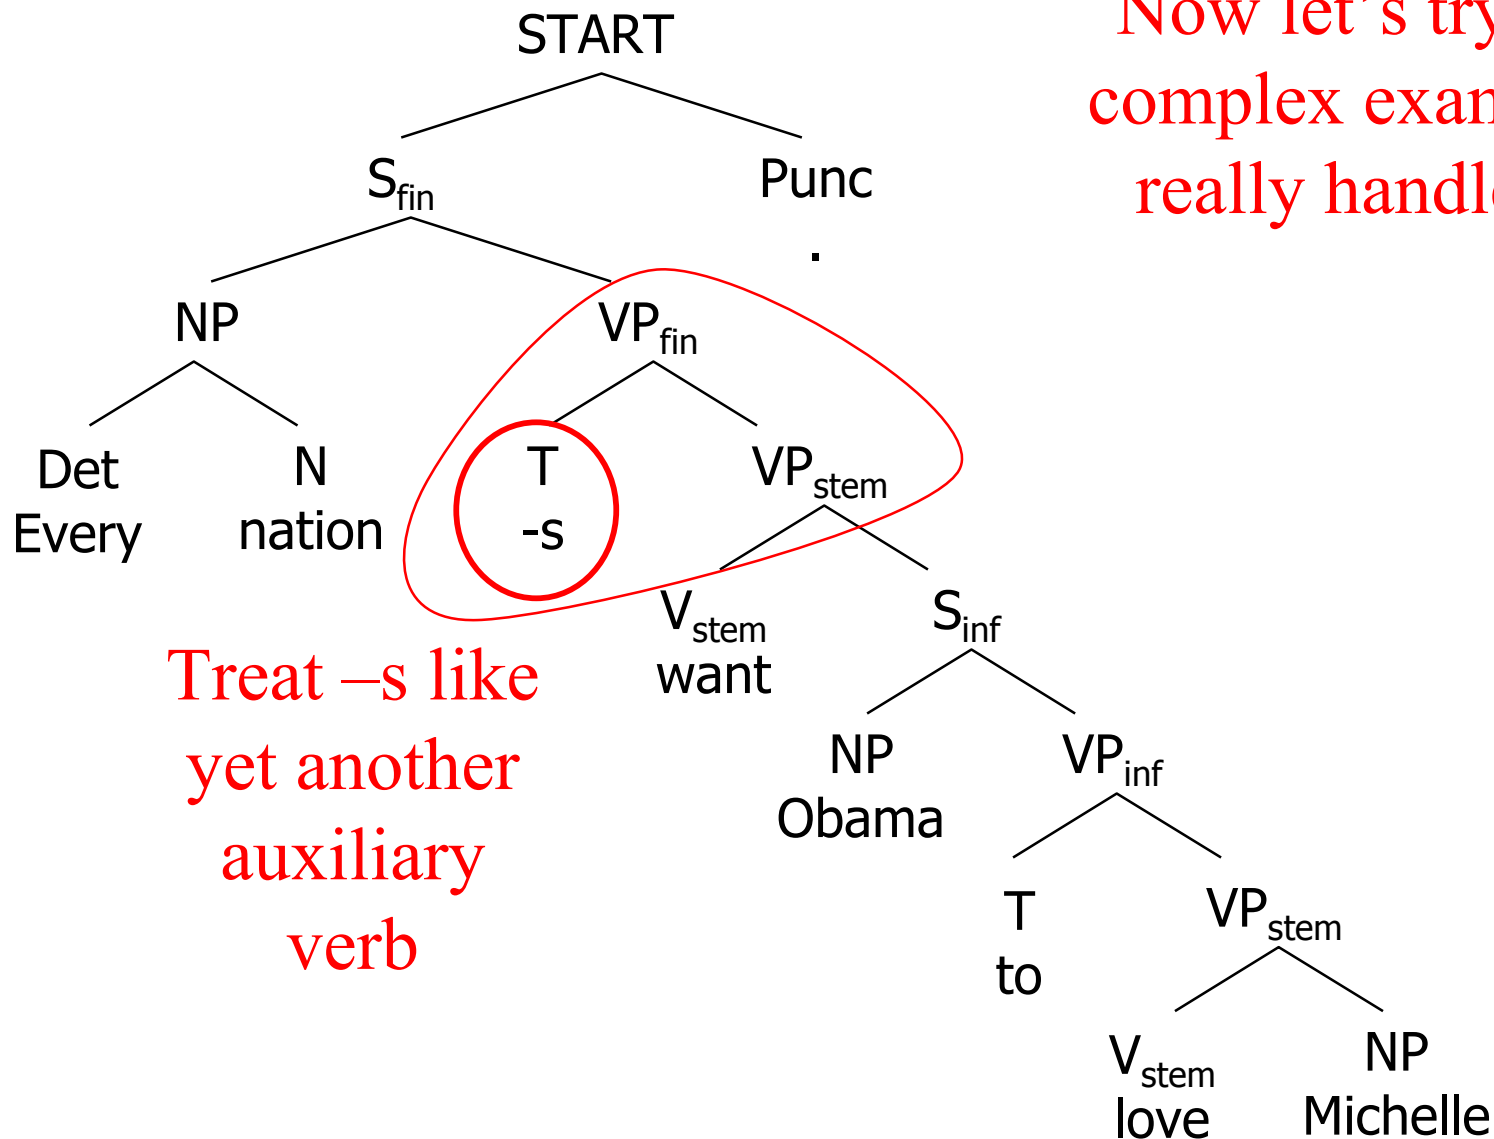 START
Now let’s try
complex exam
really handle
S fin
Punc
.
NP
VP fin
Det
Every
N
nation
T
-s
VP stem
V stem
want
S inf
Treat –s like
yet another
auxiliary
verb
NP
Obama
VP inf
T
to
VP stem
V stem
love
NP
Michelle